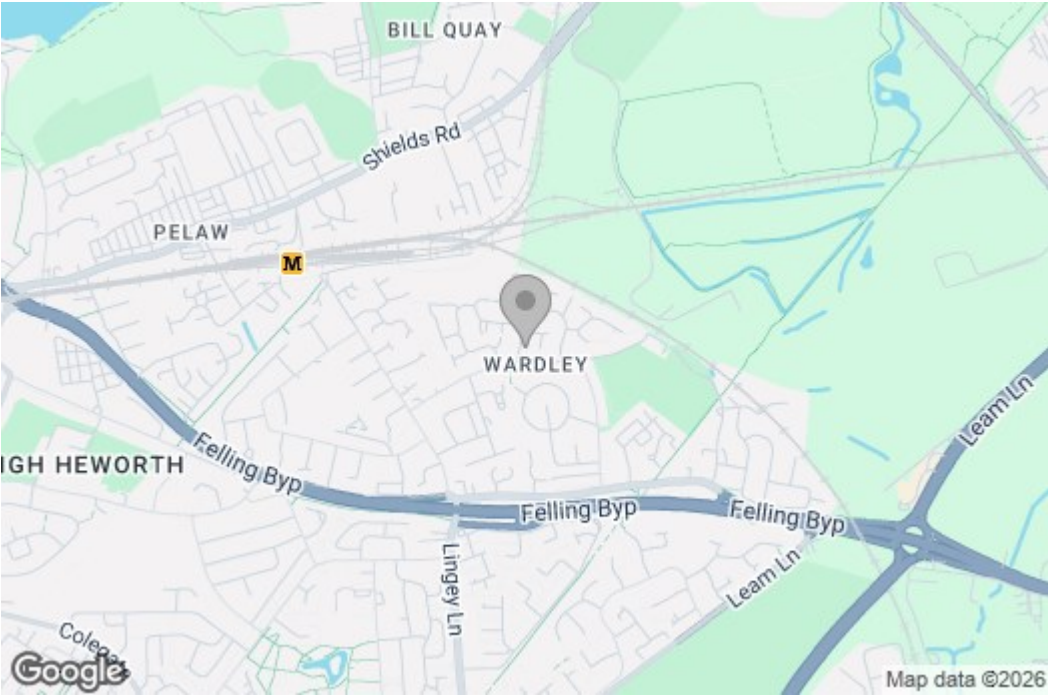 BILL QUAY
Shields Rd
PELAW
M
WARDLEY
Leam Ln
IGH HEWORTH
Felling Byp
Felling Byp
Felling Byp
Lingey Ln
Leam Ln
Google
Map data ©2026